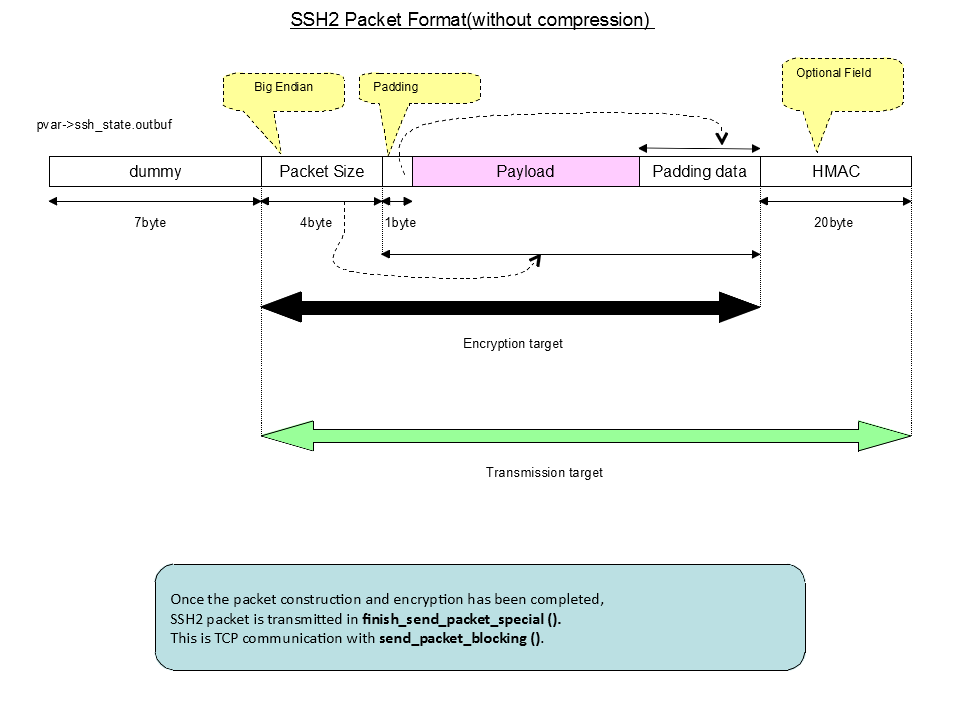 SSH2 Packet Format(without compression)
Big Endian
Padding
Optional Field
pvar->ssh_state.outbuf
dummy
Packet Size
Payload
Padding data
HMAC
7byte
4byte
1byte
20byte
Encryption target
Transmission target
Once the packet construction and encryption has been completed,
SSH2 packet is transmitted in finish_send_packet_special ().
This is TCP communication with send_packet_blocking ().